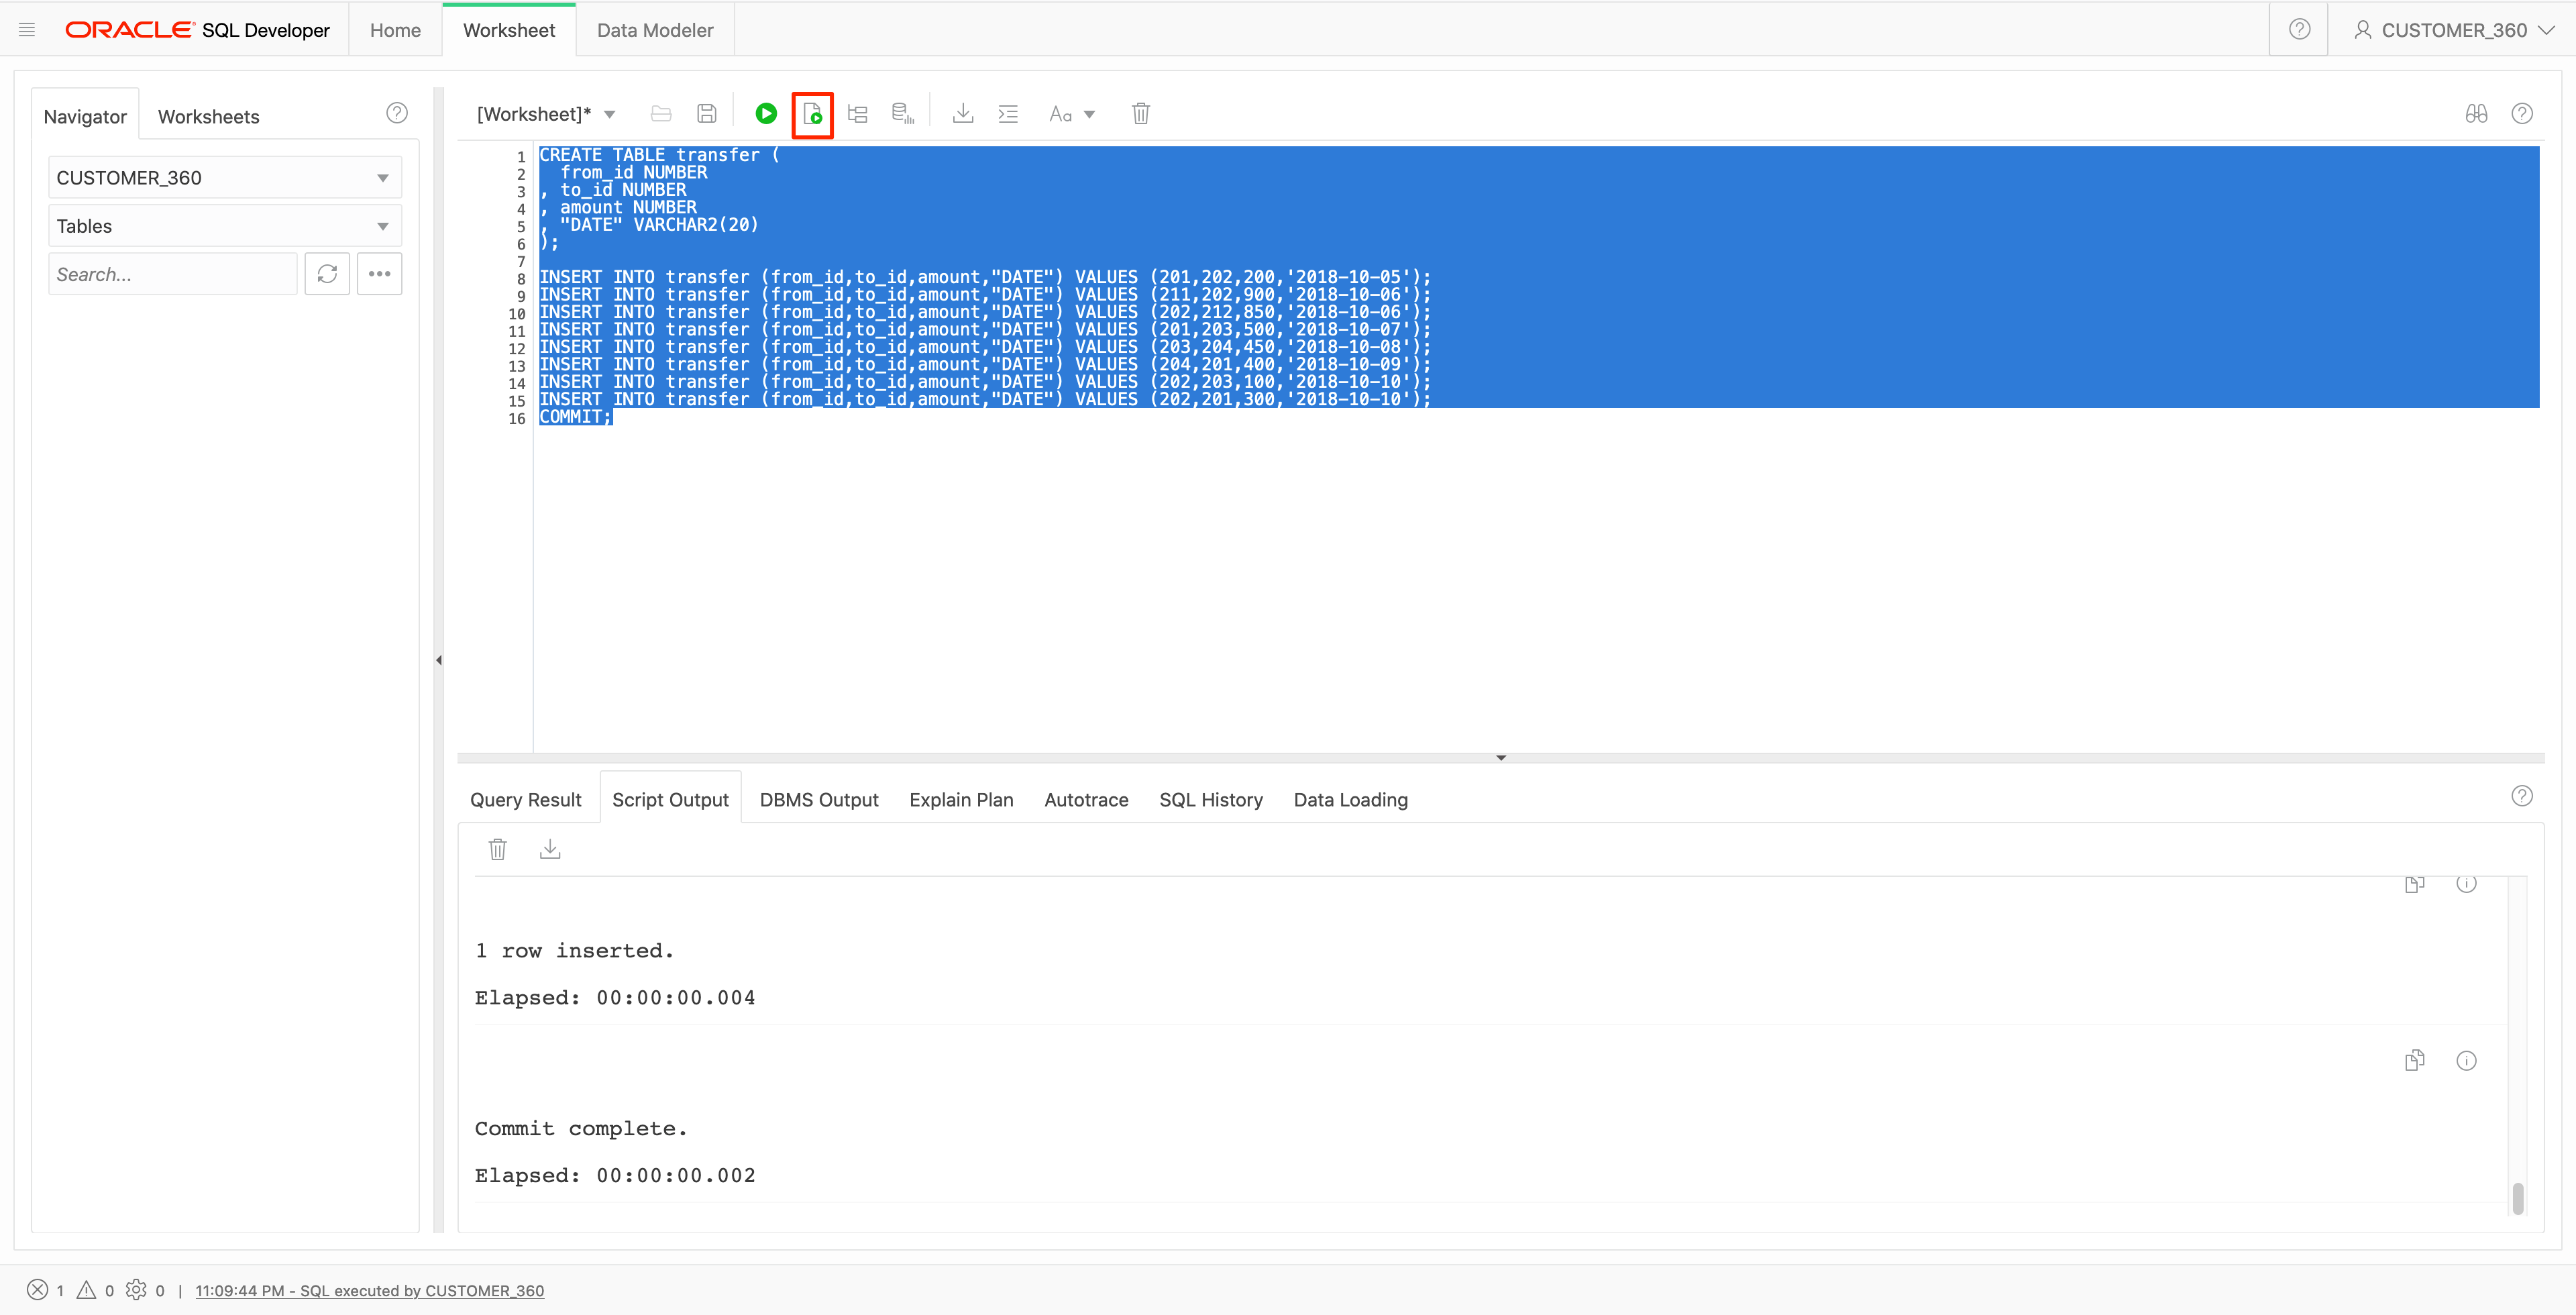 ORACLE SQL Developer Home Worksheet Data Modeler CUSTOMER_360
Navigator Worksheets
CUSTOMER_360
Tables
Search...
[Worksheet]* Aa
1 CREATE TABLE transfer (
2   from_id NUMBER
3 , to_id NUMBER
4 , amount NUMBER
5 , "DATE" VARCHAR2(20)
6 );
7
8 INSERT INTO transfer (from_id,to_id,amount,"DATE") VALUES (201,202,200,'2018-10-05');
9 INSERT INTO transfer (from_id,to_id,amount,"DATE") VALUES (211,202,900,'2018-10-06');
10 INSERT INTO transfer (from_id,to_id,amount,"DATE") VALUES (202,212,850,'2018-10-06');
11 INSERT INTO transfer (from_id,to_id,amount,"DATE") VALUES (201,203,500,'2018-10-07');
12 INSERT INTO transfer (from_id,to_id,amount,"DATE") VALUES (203,204,450,'2018-10-08');
13 INSERT INTO transfer (from_id,to_id,amount,"DATE") VALUES (204,201,400,'2018-10-09');
14 INSERT INTO transfer (from_id,to_id,amount,"DATE") VALUES (202,203,100,'2018-10-10');
15 INSERT INTO transfer (from_id,to_id,amount,"DATE") VALUES (202,201,300,'2018-10-10');
16 COMMIT;
Query Result Script Output DBMS Output Explain Plan Autotrace SQL History Data Loading
1 row inserted.
Elapsed: 00:00:00.004
Commit complete.
Elapsed: 00:00:00.002
1 0 0 | 11:09:44 PM - SQL executed by CUSTOMER_360